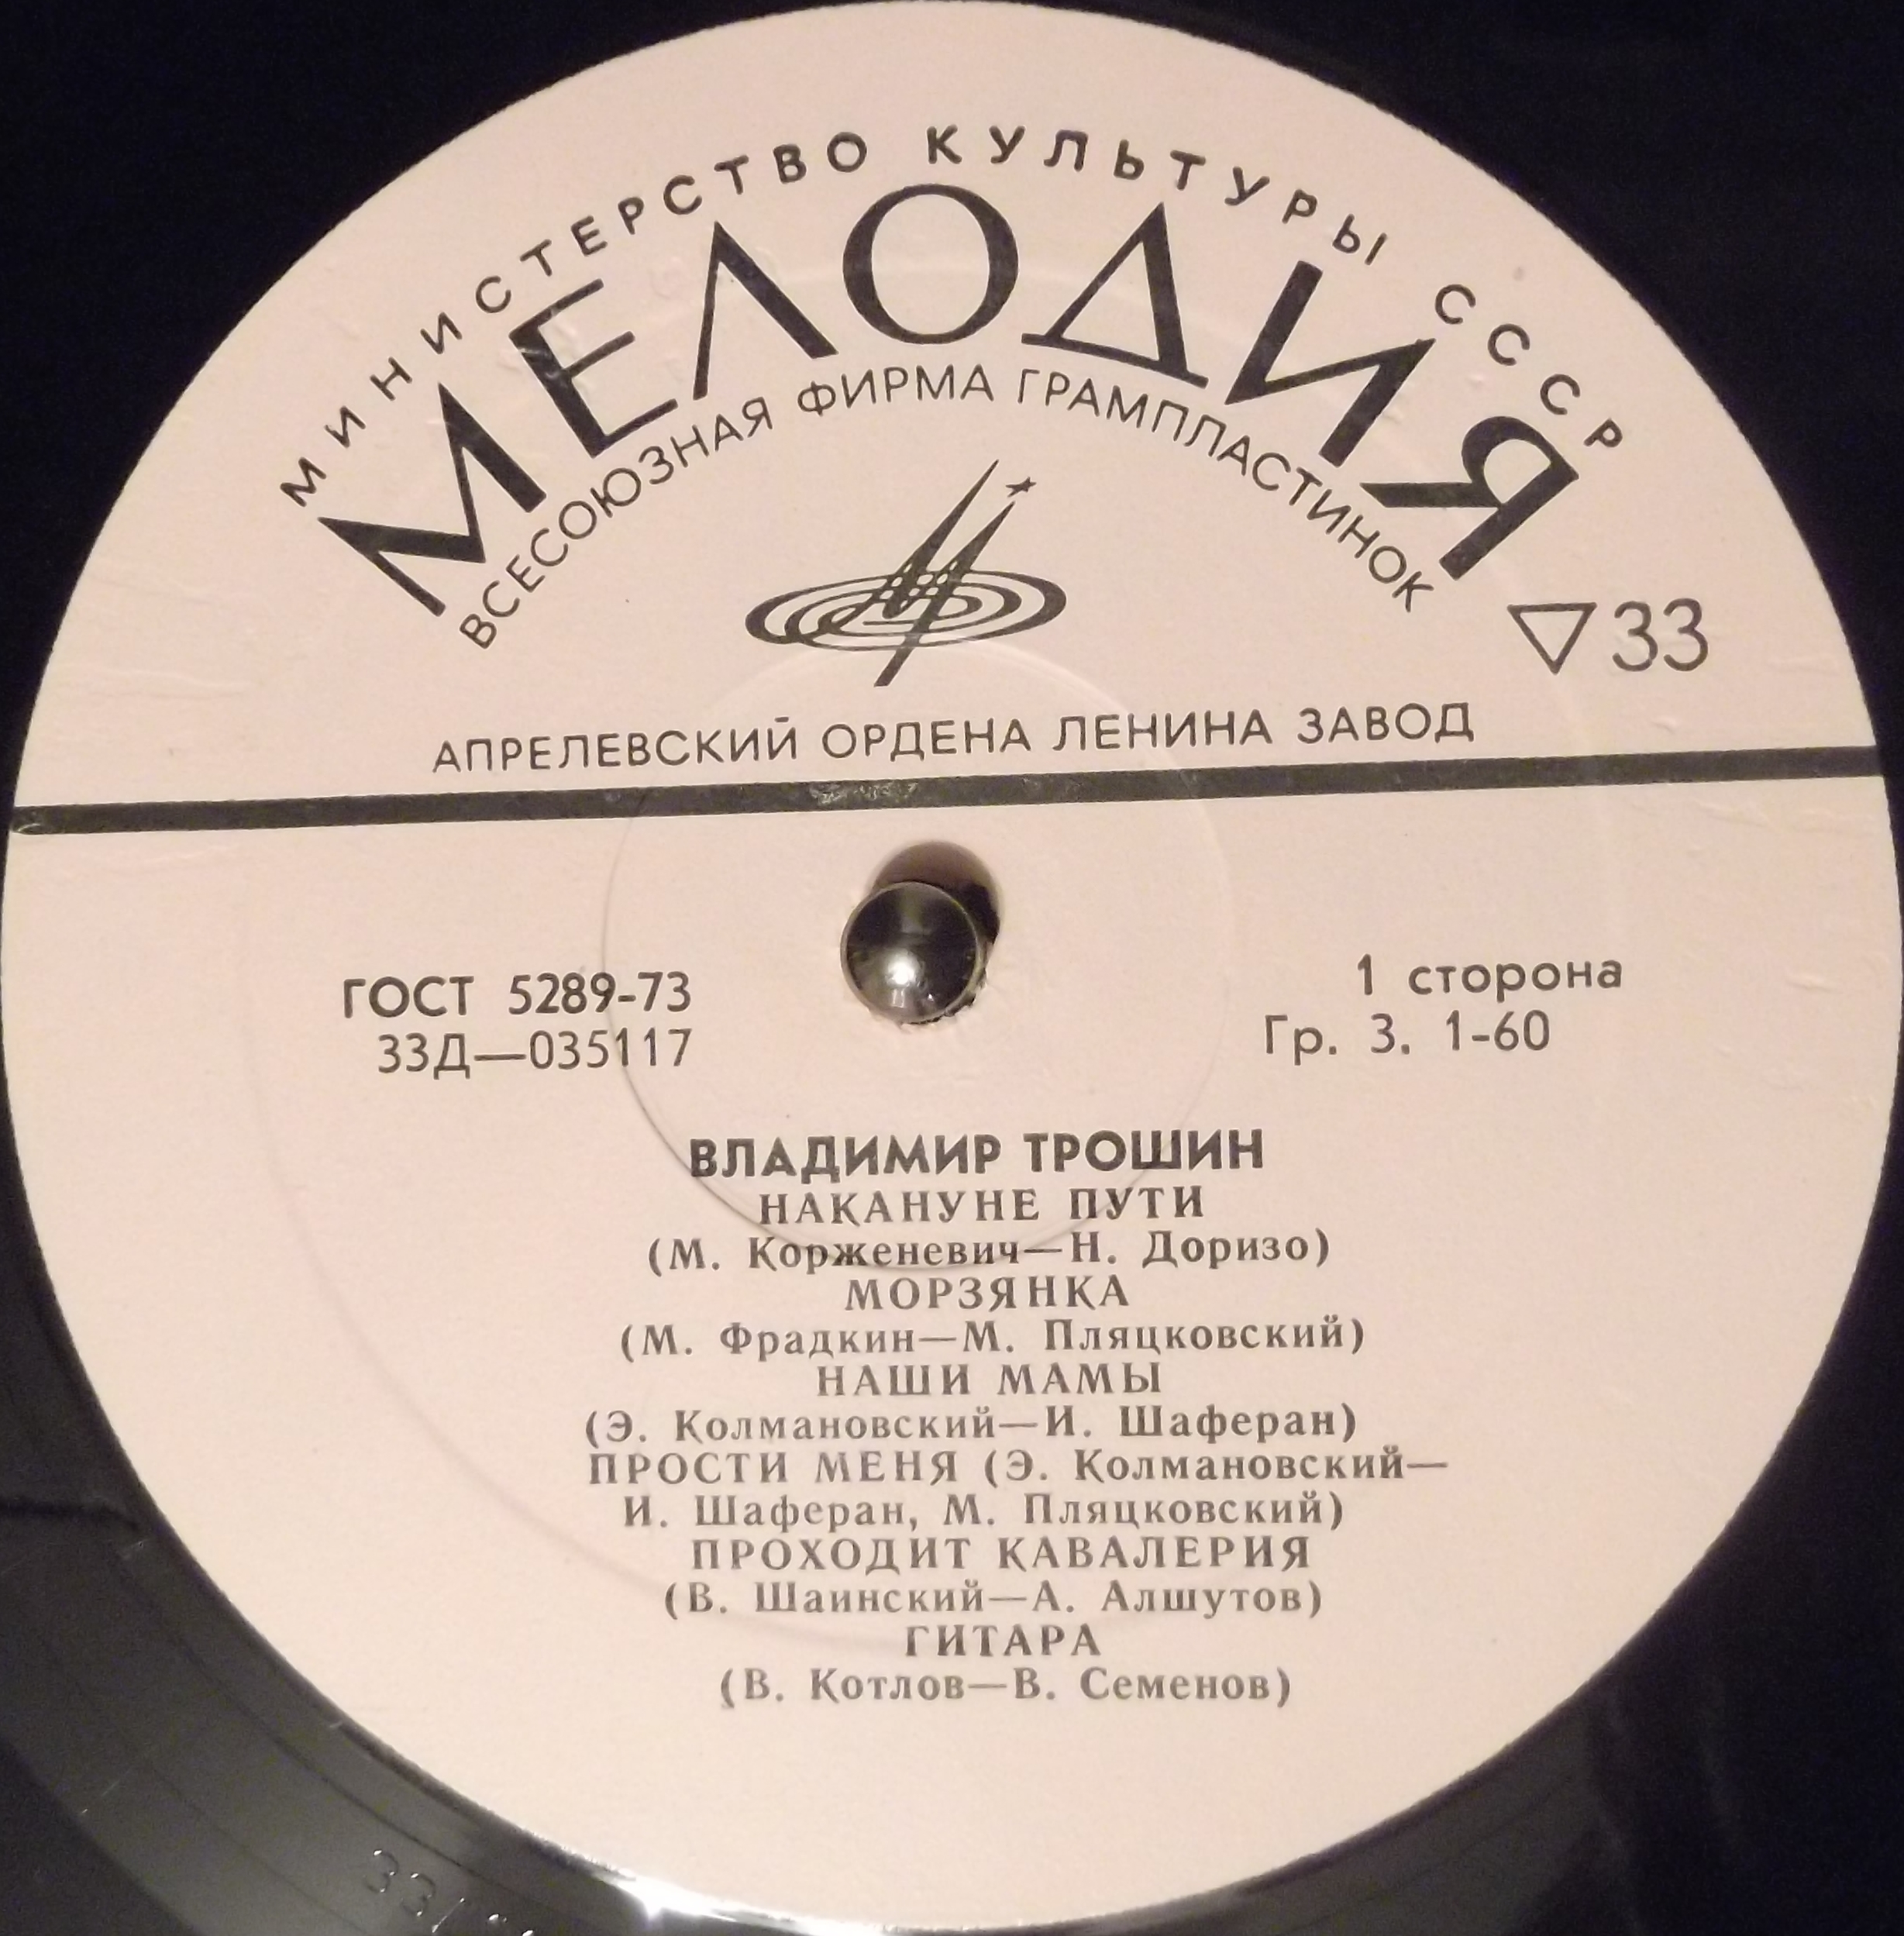 МИНИСТЕРСТВО КУЛЬТУРЫ СССР
МЕЛОДИЯ
ВСЕСОЮЗНАЯ ФИРМА ГРАМПЛАСТИНОК
33
АПРЕЛЕВСКИЙ ОРДЕНА ЛЕНИНА ЗАВОД
ГОСТ 5289-73
33Д—035117
1 сторона
Гр. 3. 1-60
ВЛАДИМИР ТРОШИН
НАКАНУНЕ ПУТИ
(М. Корженевич—Н. Доризо)
МОРЗЯНКА
(М. Фрадкин—М. Пляцковский)
НАШИ МАМЫ
(Э. Колмановский—И. Шаферан)
ПРОСТИ МЕНЯ (Э. Колмановский—
И. Шаферан, М. Пляцковский)
ПРОХОДИТ КАВАЛЕРИЯ
(В. Шаинский—А. Алшутов)
ГИТАРА
(В. Котлов—В. Семенов)